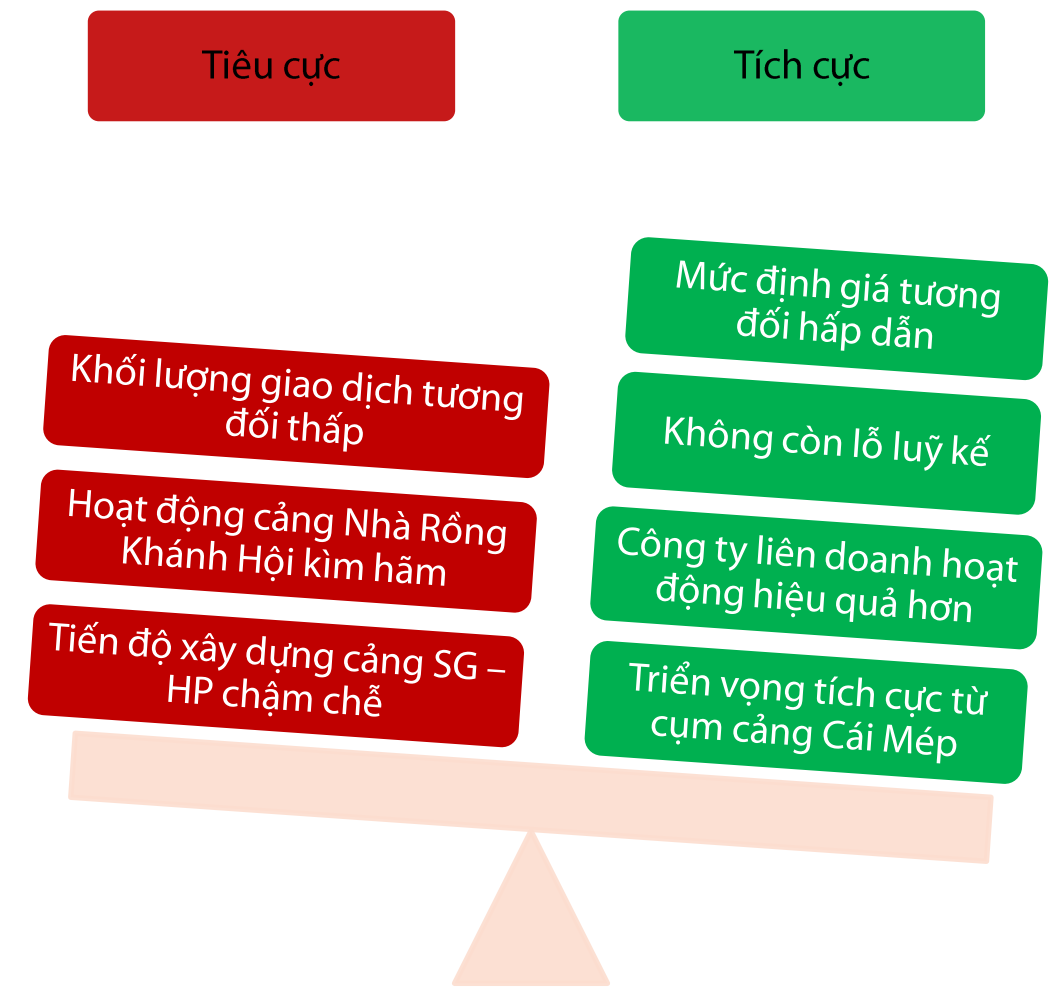 Tiêu cực
Tích cực
Khối lượng giao dịch tương
đối thấp
Hoạt động cảng Nhà Rồng
Khánh Hội kìm hãm
Tiến độ xây dựng cảng SG –
HP chậm chễ
Mức định giá tương
đối hấp dẫn
Không còn lỗ luỹ kế
Công ty liên doanh hoạt
động hiệu quả hơn
Triển vọng tích cực từ
cụm cảng Cái Mép